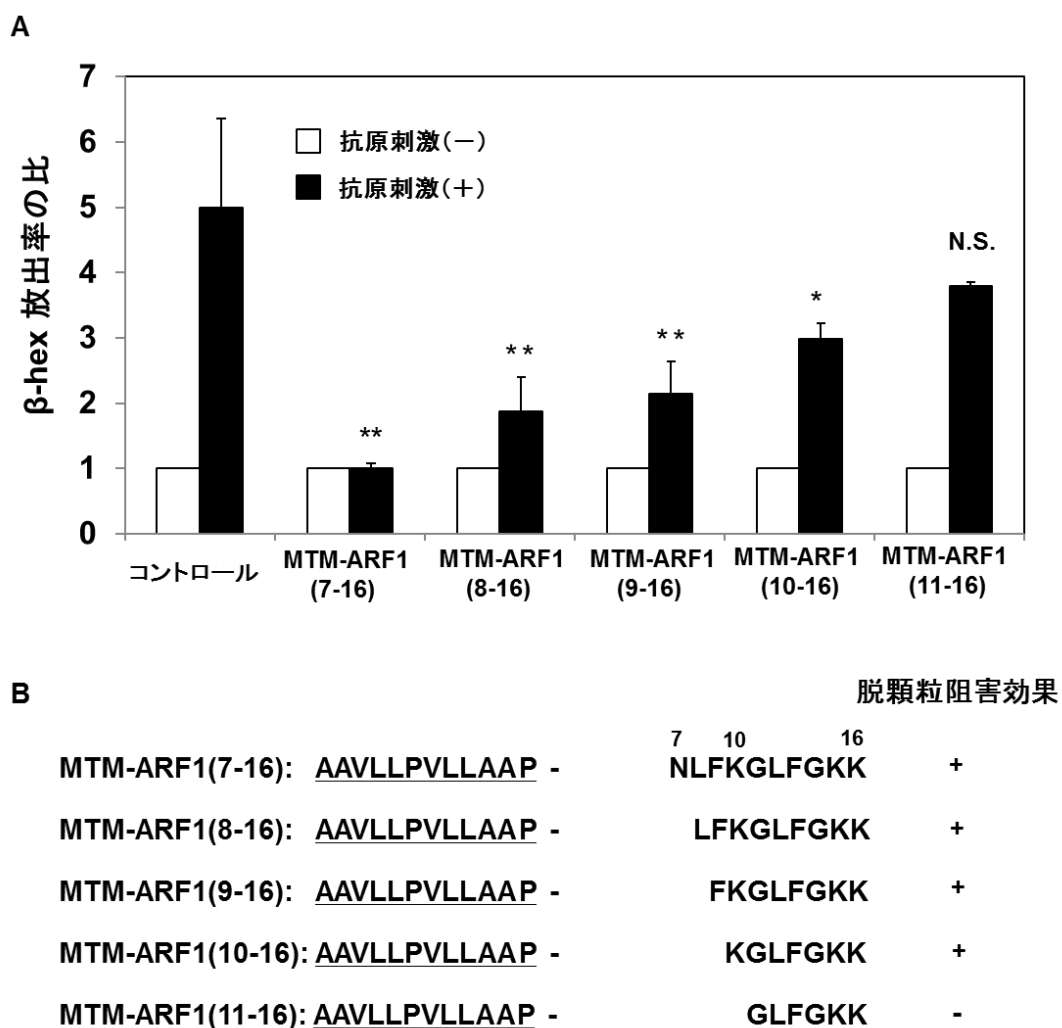 A
7
6
5
4
3
2
1
0
β-hex 放出率の比
抗原刺激(－)
抗原刺激(＋)
**
**
**
*
N.S.
コントロール
MTM-ARF1
(7-16)
MTM-ARF1
(8-16)
MTM-ARF1
(9-16)
MTM-ARF1
(10-16)
MTM-ARF1
(11-16)
B
脱顆粒阻害効果
7 10 16
MTM-ARF1(7-16): AAVLLPVLLAAP - NLFKGLFGKK +
MTM-ARF1(8-16): AAVLLPVLLAAP - LFKGLFGKK +
MTM-ARF1(9-16): AAVLLPVLLAAP - FKGLFGKK +
MTM-ARF1(10-16): AAVLLPVLLAAP - KGLFGKK +
MTM-ARF1(11-16): AAVLLPVLLAAP - GLFGKK -